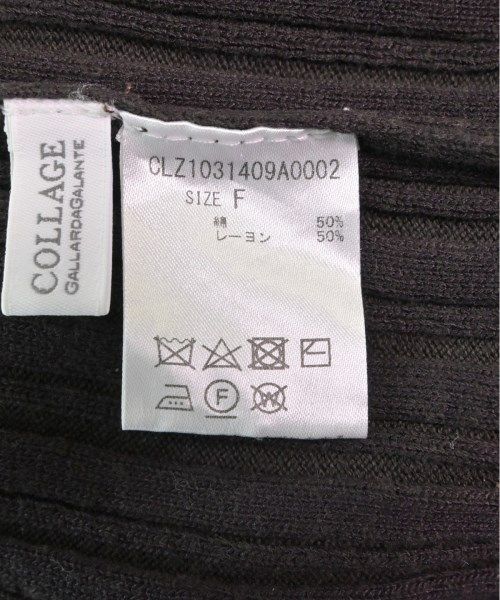 COLLAGE
GALLARDAGALANTE
CLZ1031409A0002
SIZE F
綿 50%
レーヨン 50%
F
W